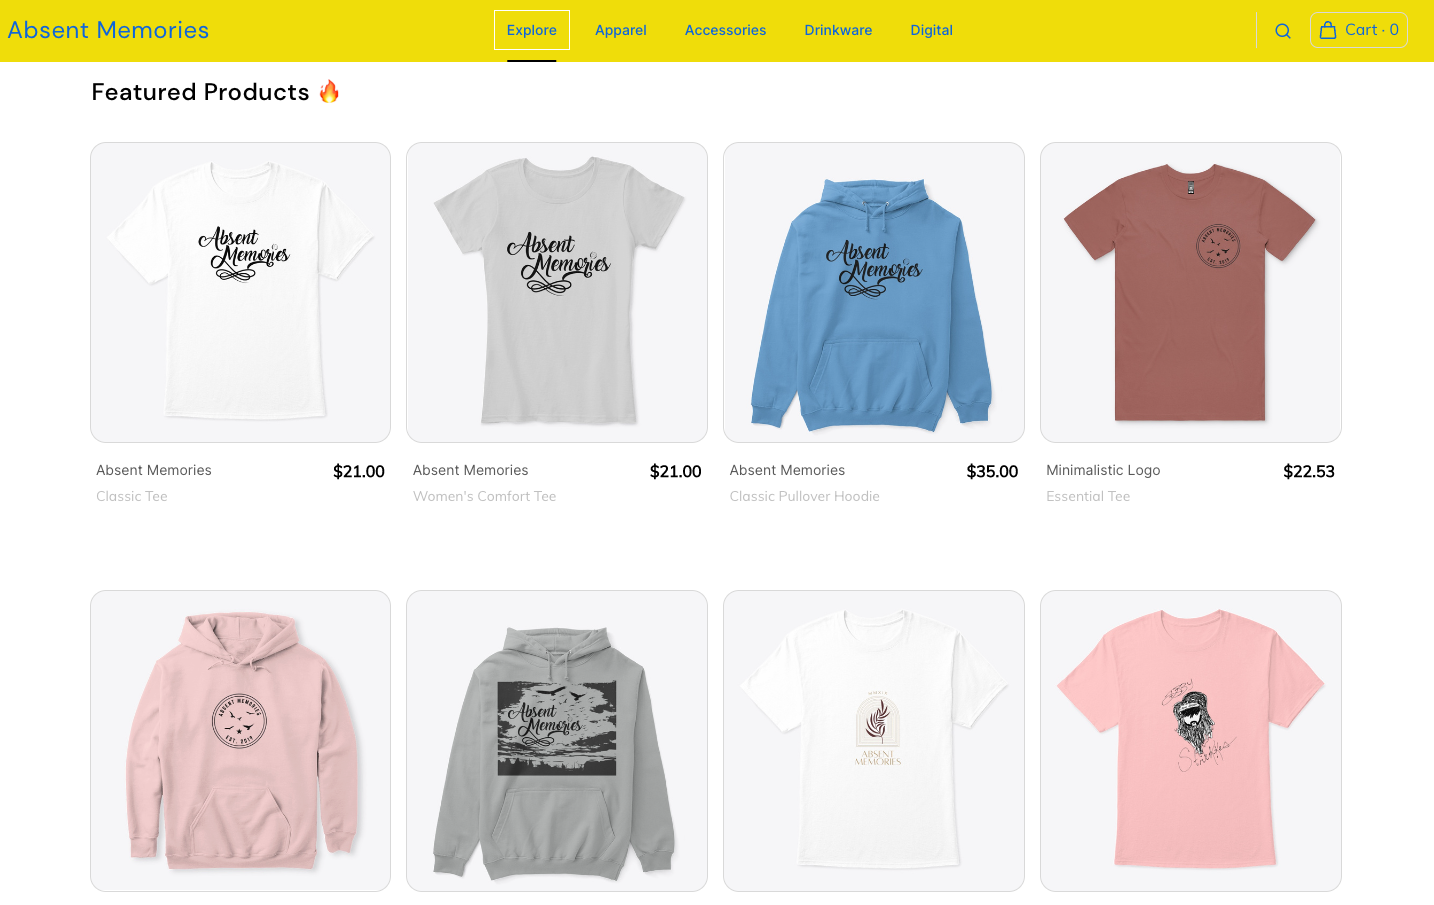 Absent Memories
Explore
Apparel
Accessories
Drinkware
Digital
Cart · 0
Featured Products 🔥
Absent
Memories
Absent
Memories
Absent
Memories
ABSENT MEMORIES
EST. 2019
Absent Memories
$21.00
Classic Tee
Absent Memories
$21.00
Women's Comfort Tee
Absent Memories
$35.00
Classic Pullover Hoodie
Minimalistic Logo
$22.53
Essential Tee
ABSENT MEMORIES
EST. 2019
Absent
Memories
ABSENT
MEMORIES